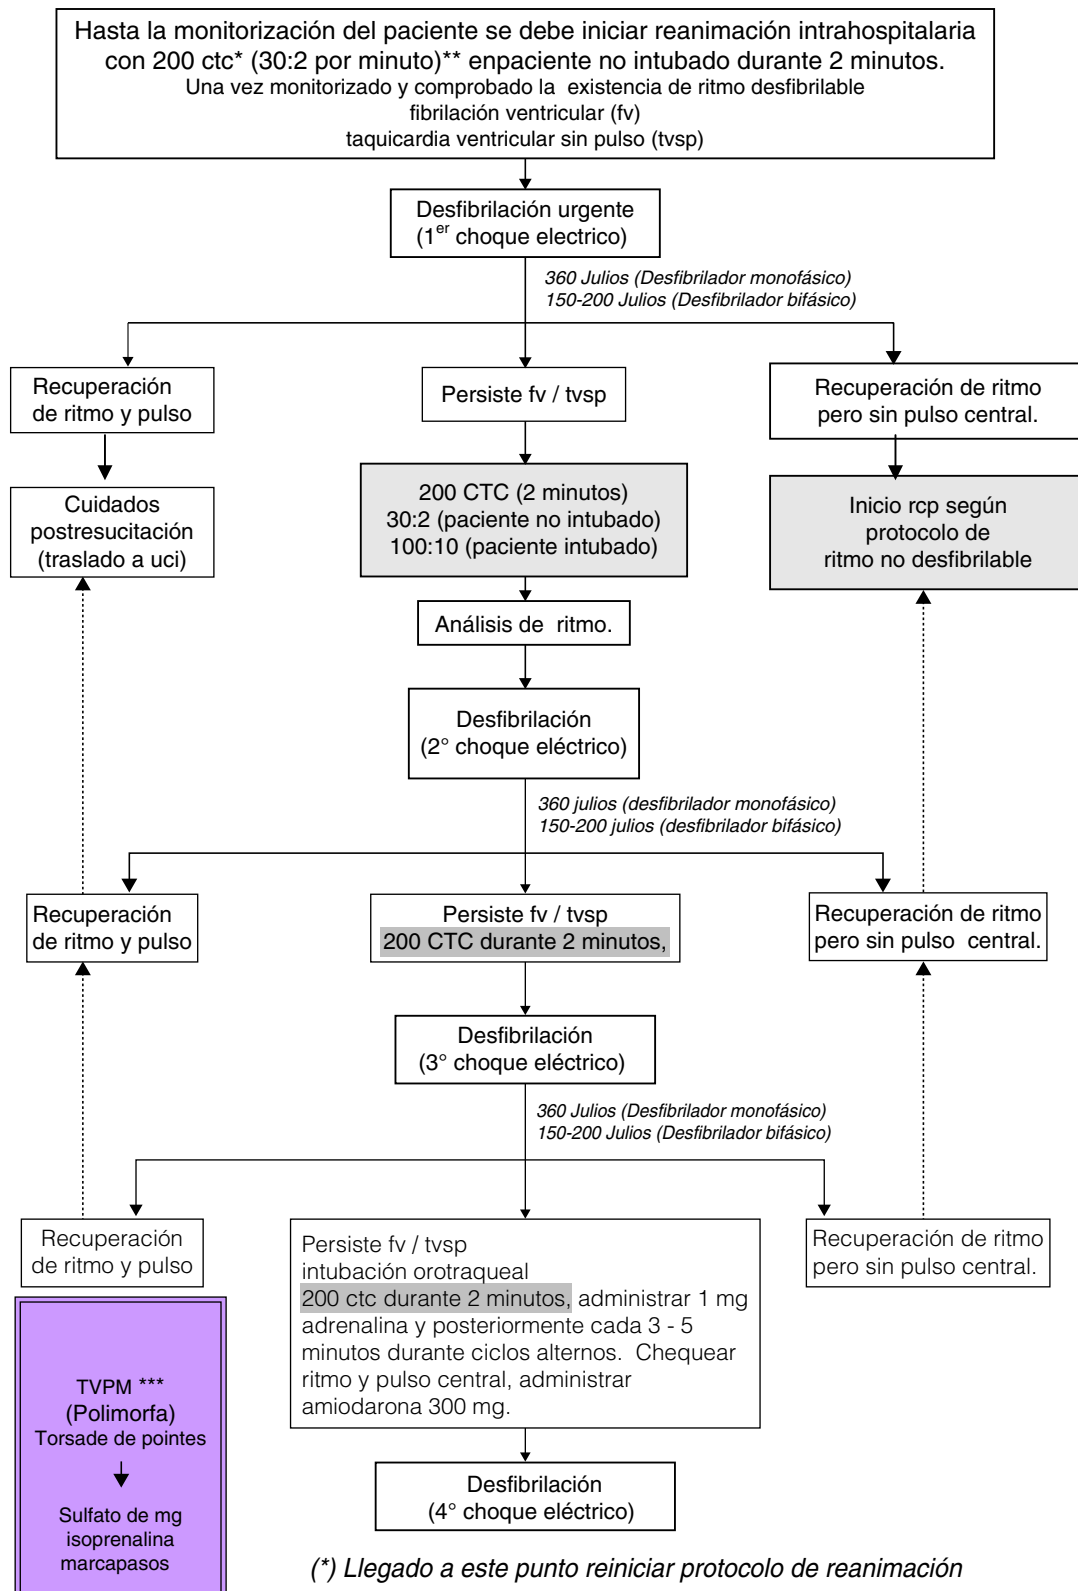 Hasta la monitorización del paciente se debe iniciar reanimación intrahospitalaria
con 200 ctc* (30:2 por minuto)** enpaciente no intubado durante 2 minutos.
Una vez monitorizado y comprobado la existencia de ritmo desfibrilable
fibrilación ventricular (fv)
taquicardia ventricular sin pulso (tvsp)
Desfibrilación urgente
(1er choque electrico)
360 Julios (Desfibrilador monofásico)
150-200 Julios (Desfibrilador bifásico)
Recuperación
de ritmo y pulso
Persiste fv / tvsp
Recuperación de ritmo
pero sin pulso central.
Cuidados
postresucitación
(traslado a uci)
200 CTC (2 minutos)
30:2 (paciente no intubado)
100:10 (paciente intubado)
Inicio rcp según
protocolo de
ritmo no desfibrilable
Análisis de ritmo.
Desfibrilación
(2° choque eléctrico)
360 julios (desfibrilador monofásico)
150-200 julios (desfibrilador bifásico)
Recuperación
de ritmo y pulso
Persiste fv / tvsp
200 CTC durante 2 minutos,
Recuperación de ritmo
pero sin pulso central.
Desfibrilación
(3° choque eléctrico)
360 Julios (Desfibrilador monofásico)
150-200 Julios (Desfibrilador bifásico)
Recuperación
de ritmo y pulso
Persiste fv / tvsp
intubación orotraqueal
200 ctc durante 2 minutos, administrar 1 mg
adrenalina y posteriormente cada 3 - 5
minutos durante ciclos alternos. Chequear
ritmo y pulso central, administrar
amiodarona 300 mg.
Recuperación de ritmo
pero sin pulso central.
TVPM ***
(Polimorfa)
Torsade de pointes
Sulfato de mg
isoprenalina
marcapasos
Desfibrilación
(4° choque eléctrico)
(*) Llegado a este punto reiniciar protocolo de reanimación